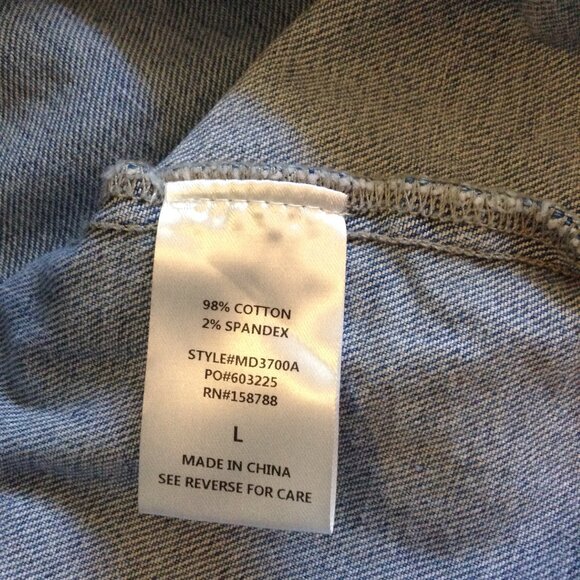 98% COTTON
2% SPANDEX
STYLE#MD3700A
PO#603225
RN#158788
L
MADE IN CHINA
SEE REVERSE FOR CARE